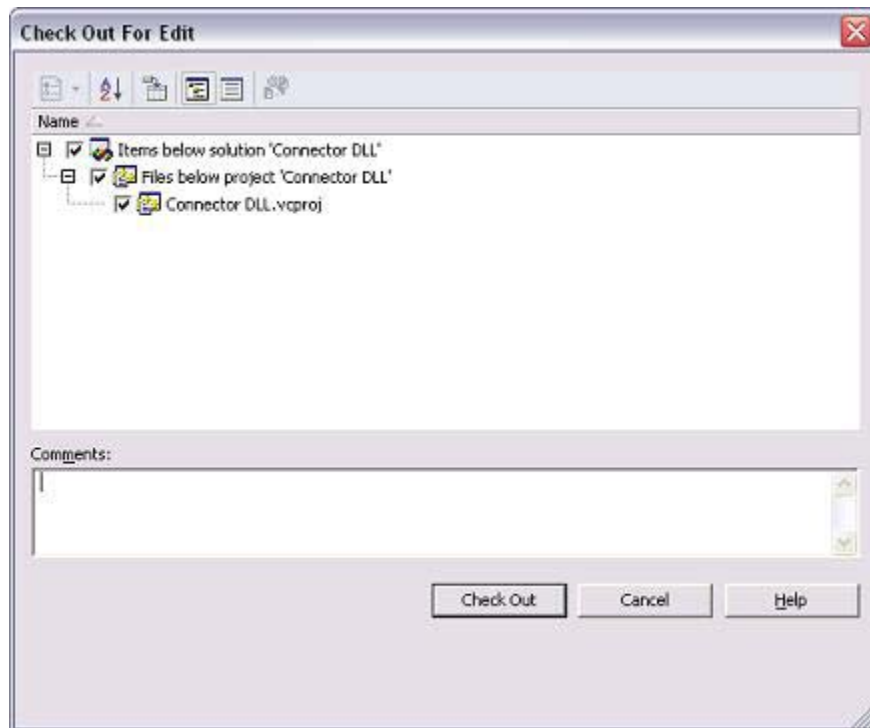 Check Out For Edit
Name
Items below solution 'Connector DLL'
Files below project 'Connector DLL'
Connector DLL.vcproj
Comments:
Check Out Cancel Help